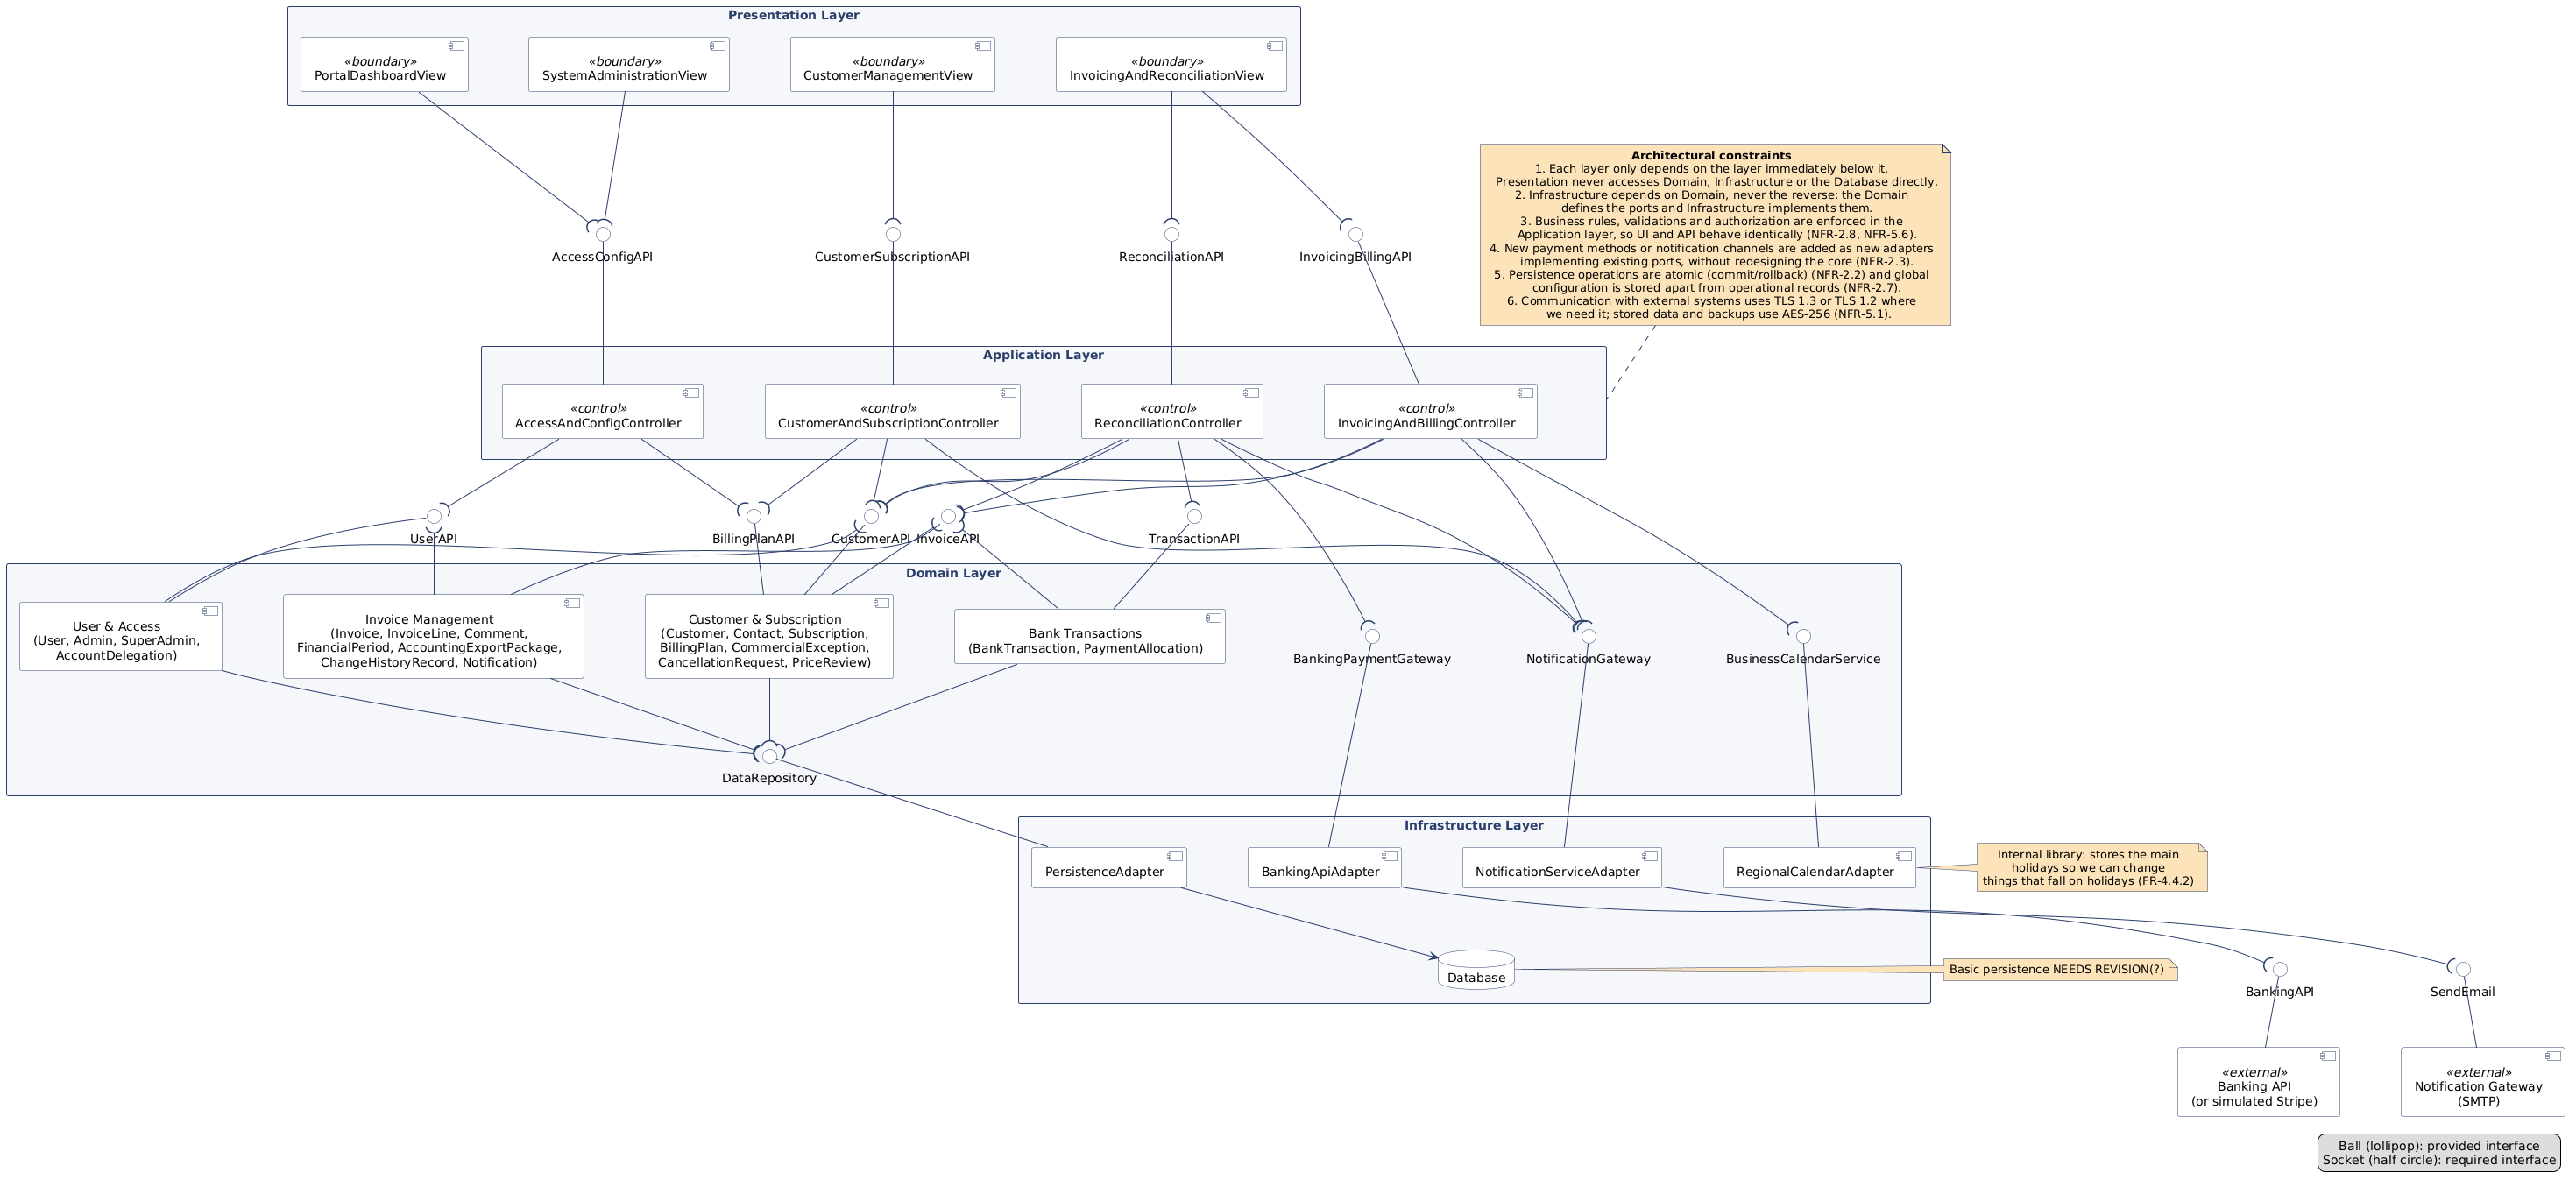 Presentation Layer
«boundary»
PortalDashboardView
«boundary»
SystemAdministrationView
«boundary»
CustomerManagementView
«boundary»
InvoicingAndReconciliationView
Architectural constraints
1. Each layer only depends on the layer immediately below it.
Presentation never accesses Domain, Infrastructure or the Database directly.
2. Infrastructure depends on Domain, never the reverse: the Domain
defines the ports and Infrastructure implements them.
3. Business rules, validations and authorization are enforced in the
Application layer, so UI and API behave identically (NFR-2.8, NFR-5.6).
4. New payment methods or notification channels are added as new adapters
implementing existing ports, without redesigning the core (NFR-2.3).
5. Persistence operations are atomic (commit/rollback) (NFR-2.2) and global
configuration is stored apart from operational records (NFR-2.7).
6. Communication with external systems uses TLS 1.3 or TLS 1.2 where
we need it; stored data and backups use AES-256 (NFR-5.1).
AccessConfigAPI
CustomerSubscriptionAPI
ReconciliationAPI
InvoicingBillingAPI
Application Layer
«control»
AccessAndConfigController
«control»
CustomerAndSubscriptionController
«control»
ReconciliationController
«control»
InvoicingAndBillingController
UserAPI
BillingPlanAPI
CustomerAPI
InvoiceAPI
TransactionAPI
Domain Layer
User & Access
(User, Admin, SuperAdmin,
AccountDelegation)
Invoice Management
(Invoice, InvoiceLine, Comment,
FinancialPeriod, AccountingExportPackage,
ChangeHistoryRecord, Notification)
Customer & Subscription
(Customer, Contact, Subscription,
BillingPlan, CommercialException,
CancellationRequest, PriceReview)
Bank Transactions
(BankTransaction, PaymentAllocation)
BankingPaymentGateway
NotificationGateway
BusinessCalendarService
DataRepository
Infrastructure Layer
PersistenceAdapter
BankingApiAdapter
NotificationServiceAdapter
RegionalCalendarAdapter
Internal library: stores the main
holidays so we can change
things that fall on holidays (FR-4.4.2)
Database
Basic persistence NEEDS REVISION(?)
BankingAPI
SendEmail
«external»
Banking API
(or simulated Stripe)
«external»
Notification Gateway
(SMTP)
Ball (lollipop): provided interface
Socket (half circle): required interface